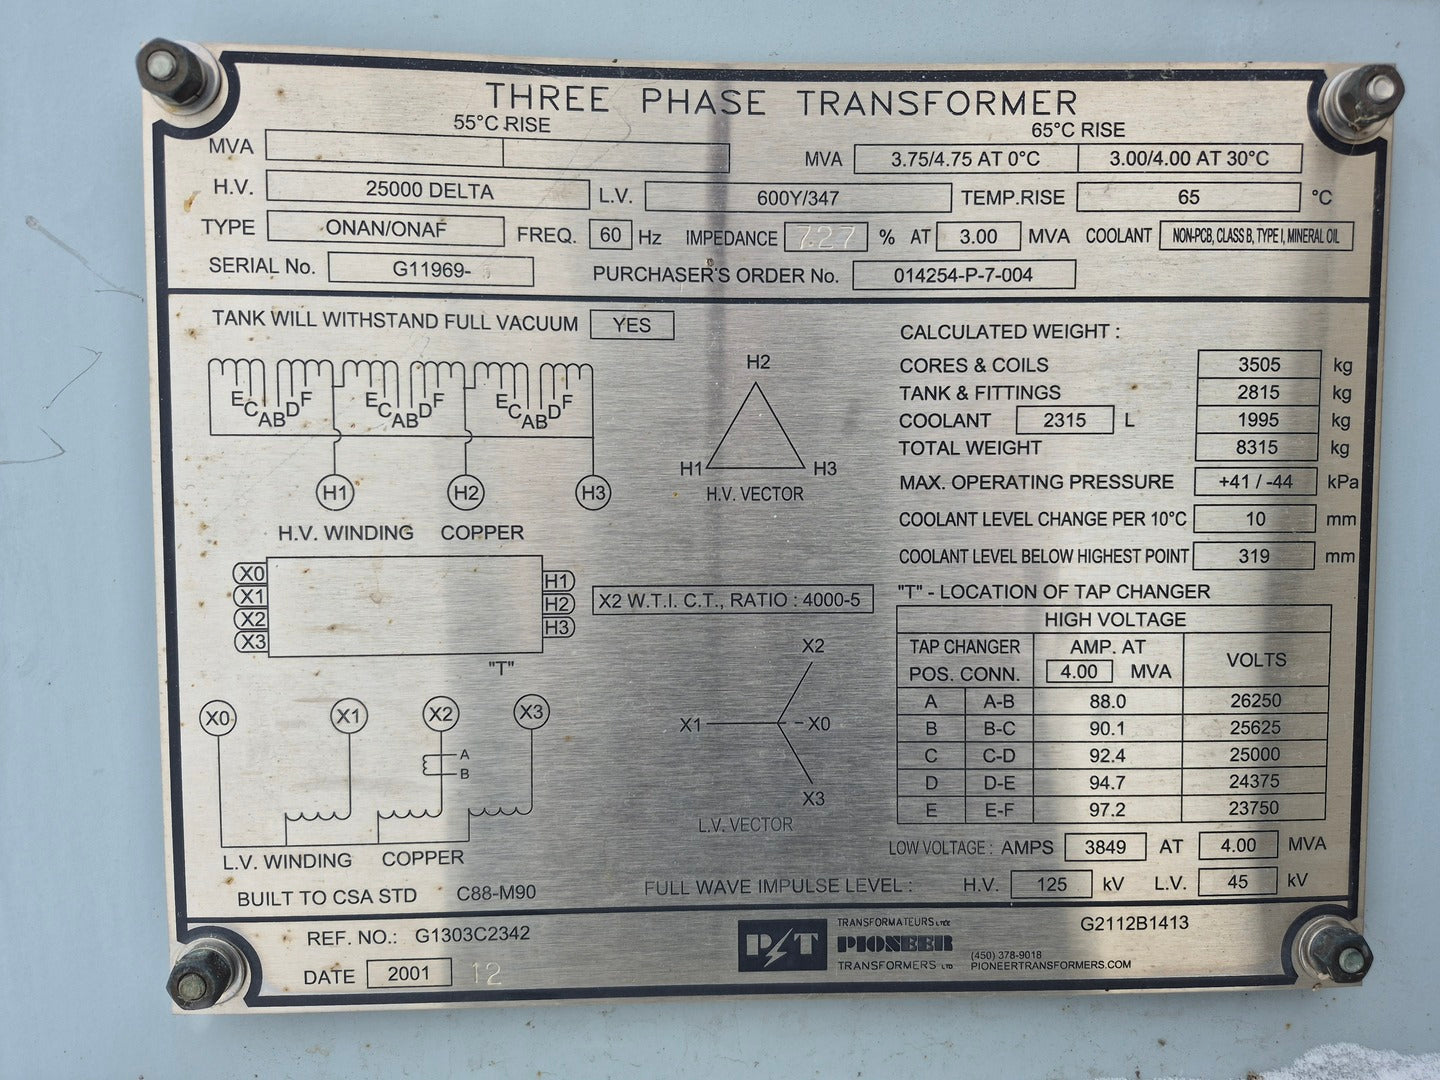 THREE PHASE TRANSFORMER
55°C RISE 65°C RISE
MVA MVA 3.75/4.75 AT 0°C 3.00/4.00 AT 30°C
H.V. 25000 DELTA L.V. 600Y/347 TEMP.RISE 65 °C
TYPE ONAN/ONAF FREQ. 60 Hz IMPEDANCE 7.27 % AT 3.00 MVA COOLANT NON-PCB, CLASS B, TYPE I, MINERAL OIL
SERIAL No. G11969- PURCHASER'S ORDER No. 014254-P-7-004
TANK WILL WITHSTAND FULL VACUUM YES
E C A B D F E C A B D F E C A B D F
H1 H2 H3
H.V. WINDING COPPER
H2
H1 H3
H.V. VECTOR
CALCULATED WEIGHT :
CORES & COILS 3505 kg
TANK & FITTINGS 2815 kg
COOLANT 2315 L 1995 kg
TOTAL WEIGHT 8315 kg
MAX. OPERATING PRESSURE +41 / -44 kPa
COOLANT LEVEL CHANGE PER 10°C 10 mm
COOLANT LEVEL BELOW HIGHEST POINT 319 mm
X0 H1
X1 H2
X2 H3
X3
"T"
X2 W.T.I. C.T., RATIO : 4000-5
"T" - LOCATION OF TAP CHANGER
HIGH VOLTAGE
TAP CHANGER AMP. AT VOLTS
POS. CONN. 4.00 MVA
A A-B 88.0 26250
B B-C 90.1 25625
C C-D 92.4 25000
D D-E 94.7 24375
E E-F 97.2 23750
X0 X1 X2 X3
A
B
L.V. WINDING COPPER
X2
X1 X0
X3
L.V. VECTOR
LOW VOLTAGE : AMPS 3849 AT 4.00 MVA
BUILT TO CSA STD C88-M90
FULL WAVE IMPULSE LEVEL : H.V. 125 kV L.V. 45 kV
REF. NO.: G1303C2342
DATE 2001 12
PT
TRANSFORMATEURS LTÉE
PIONEER
TRANSFORMERS LTD
(450) 378-9018
PIONEERTRANSFORMERS.COM
G2112B1413